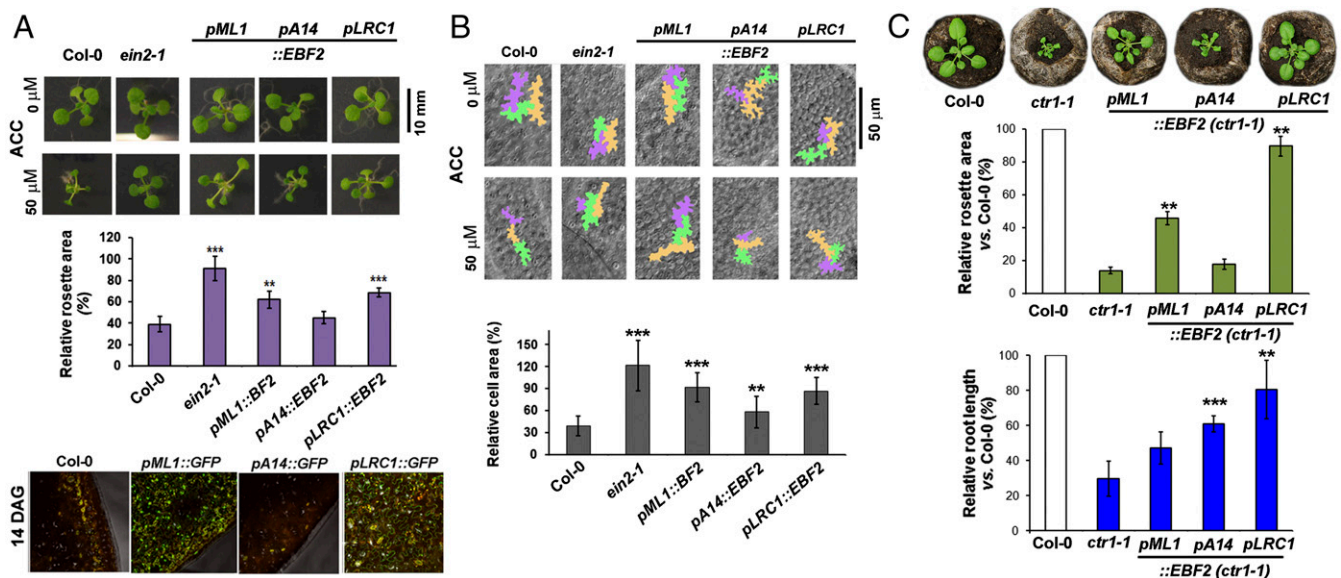 A
pML1 pA14 pLRC1
Col-0 ein2-1 ::EBF2
ACC
0 µM
50 µM
10 mm
Relative rosette area
(%)
120
100
80
60
40
20
0
***
**
***
Col-0
ein2-1
pML1::BF2
pA14::EBF2
pLRC1::EBF2
Col-0 pML1::GFP pA14::GFP pLRC1::GFP
14 DAG
B
pML1 pA14 pLRC1
Col-0 ein2-1 ::EBF2
ACC
0 µM
50 µM
50 µm
Relative cell area (%)
150
120
90
60
30
0
***
***
**
***
Col-0
ein2-1
pML1::BF2
pA14::EBF2
pLRC1::EBF2
C
Col-0 ctr1-1 pML1 pA14 pLRC1
::EBF2 (ctr1-1)
Relative rosette area
vs. Col-0 (%)
100
80
60
40
20
0
**
**
Col-0 ctr1-1 pML1 pA14 pLRC1
::EBF2 (ctr1-1)
Relative root length
vs. Col-0 (%)
100
80
60
40
20
0
***
**
Col-0 ctr1-1 pML1 pA14 pLRC1
::EBF2 (ctr1-1)